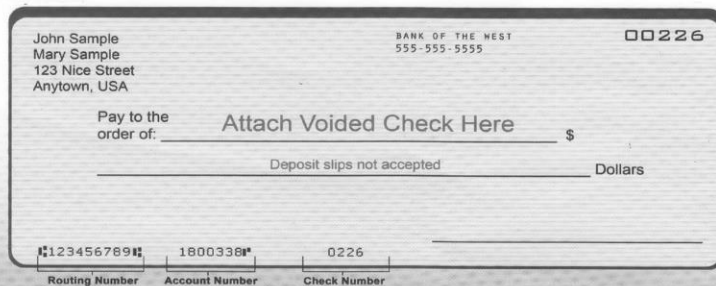 John Sample
Mary Sample
123 Nice Street
Anytown, USA
BANK OF THE WEST
555-555-5555
00226
Pay to the
order of: Attach Voided Check Here $
Deposit slips not accepted Dollars
⑆123456789⑆ 1800338⑈ 0226
Routing Number Account Number Check Number